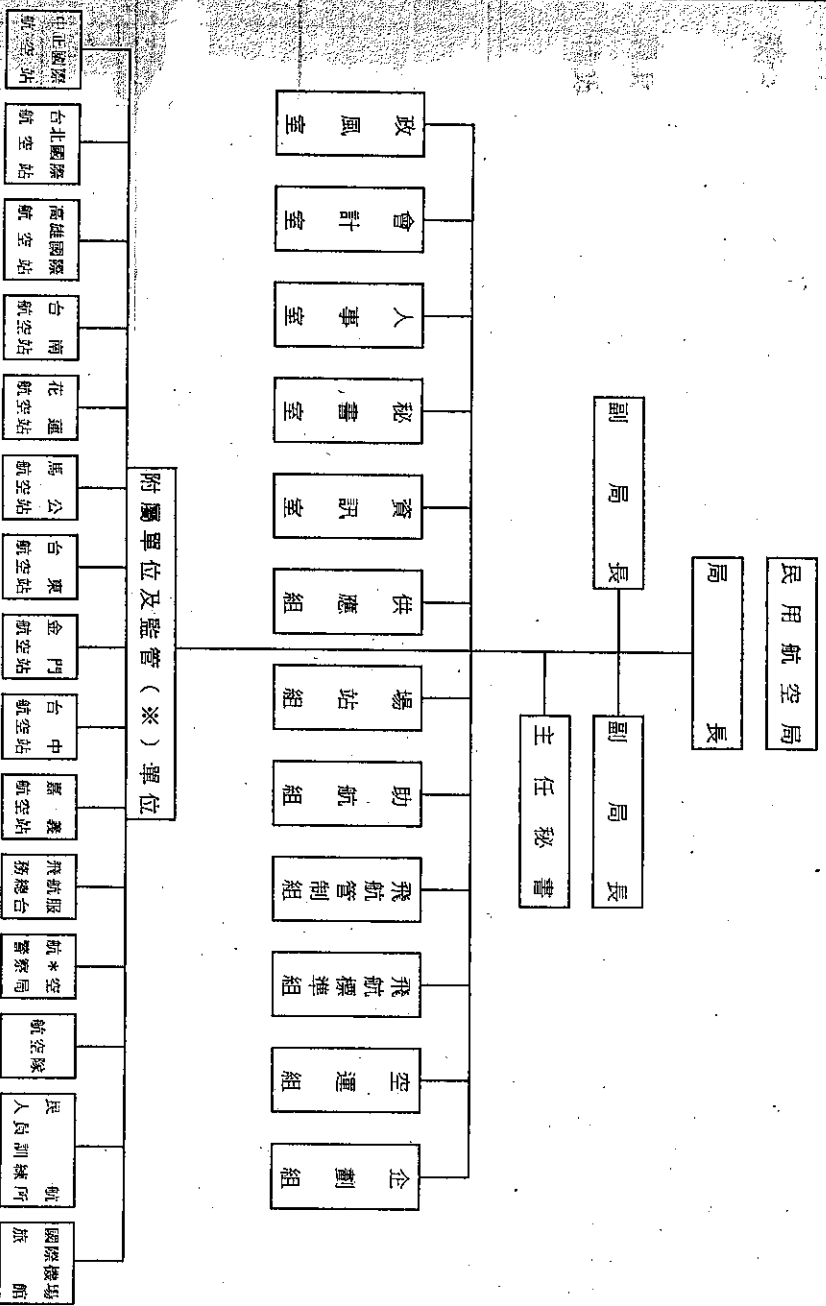 民用航空局
局長
副局長
副局長
主任秘書
企劃組
空運組
飛航標準組
飛航管制組
助航組
場站組
供應組
資訊室
秘書室
人事室
會計室
政風室
附屬單位及監管（※）單位
中正國際
航空站
台北國際
航空站
高雄國際
航空站
台南
航空站
花蓮
航空站
馬公
航空站
台東
航空站
金門
航空站
台中
航空站
嘉義
航空站
飛航服
務總台
航*空
警察局
航空隊
民航
人員訓練所
國際機場
旅館